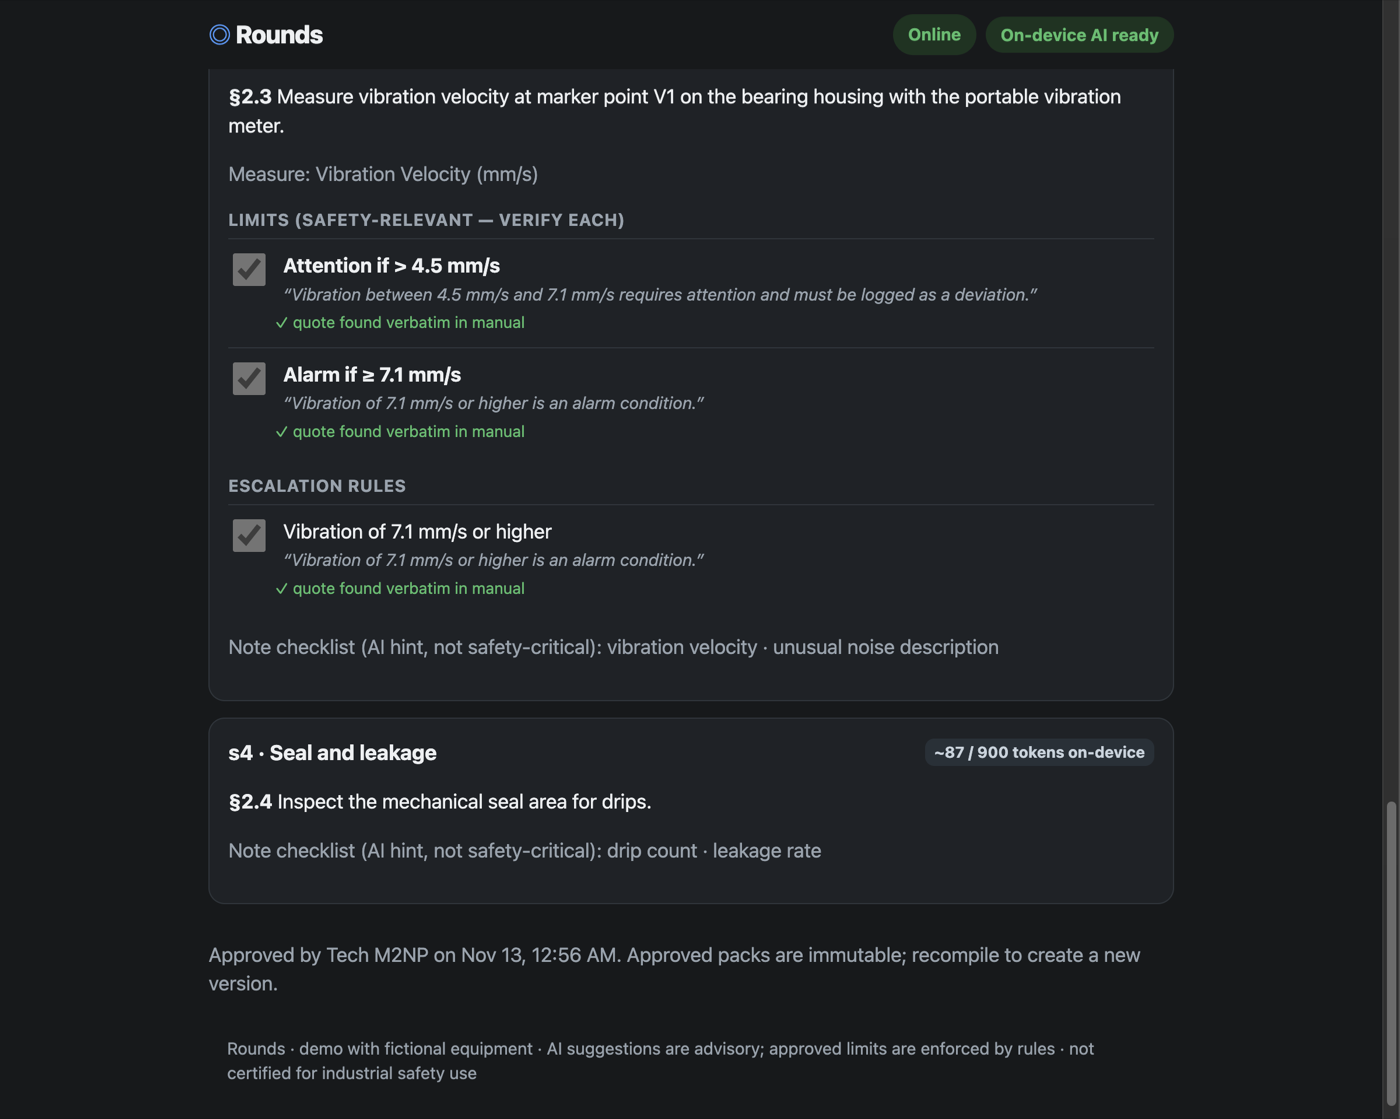 Rounds
Online
On-device AI ready
§2.3 Measure vibration velocity at marker point V1 on the bearing housing with the portable vibration
meter.
Measure: Vibration Velocity (mm/s)
LIMITS (SAFETY-RELEVANT — VERIFY EACH)
Attention if > 4.5 mm/s
“Vibration between 4.5 mm/s and 7.1 mm/s requires attention and must be logged as a deviation.”
✓ quote found verbatim in manual
Alarm if ≥ 7.1 mm/s
“Vibration of 7.1 mm/s or higher is an alarm condition.”
✓ quote found verbatim in manual
ESCALATION RULES
Vibration of 7.1 mm/s or higher
“Vibration of 7.1 mm/s or higher is an alarm condition.”
✓ quote found verbatim in manual
Note checklist (AI hint, not safety-critical): vibration velocity · unusual noise description
s4 · Seal and leakage
~87 / 900 tokens on-device
§2.4 Inspect the mechanical seal area for drips.
Note checklist (AI hint, not safety-critical): drip count · leakage rate
Approved by Tech M2NP on Nov 13, 12:56 AM. Approved packs are immutable; recompile to create a new
version.
Rounds · demo with fictional equipment · AI suggestions are advisory; approved limits are enforced by rules · not
certified for industrial safety use